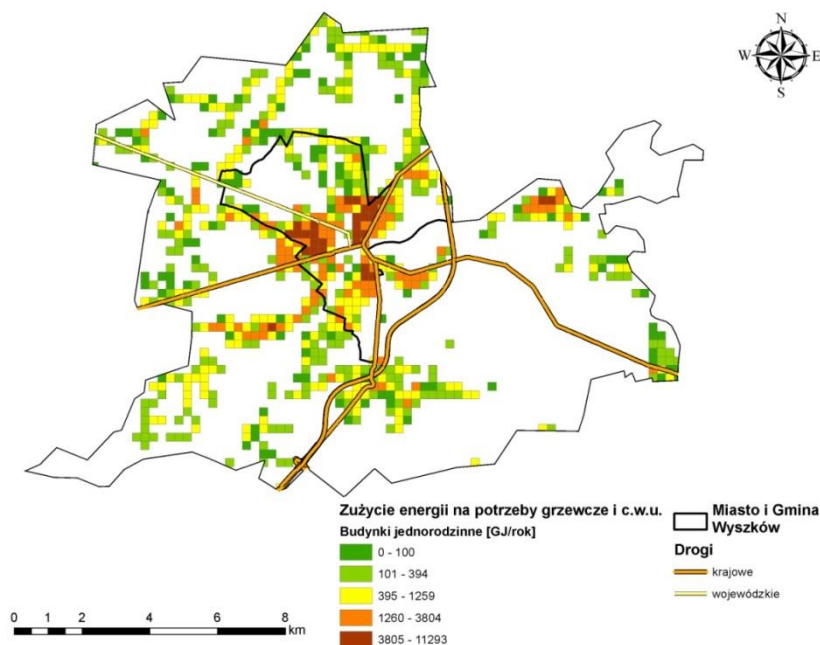 N
W E
S
Zużycie energii na potrzeby grzewcze i c.w.u.
Budynki jednorodzinne [GJ/rok]
0 - 100
101 - 394
395 - 1259
1260 - 3804
3805 - 11293
Miasto i Gmina
Wyszków
Drogi
krajowe
wojewódzkie
0 1 2 4 6 8
km